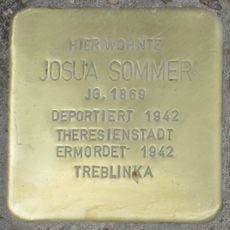 HIER WOHNTE
JOSUA SOMMER
JG. 1869
DEPORTIERT 1942
THERESIENSTADT
ERMORDET 1942
TREBLINKA